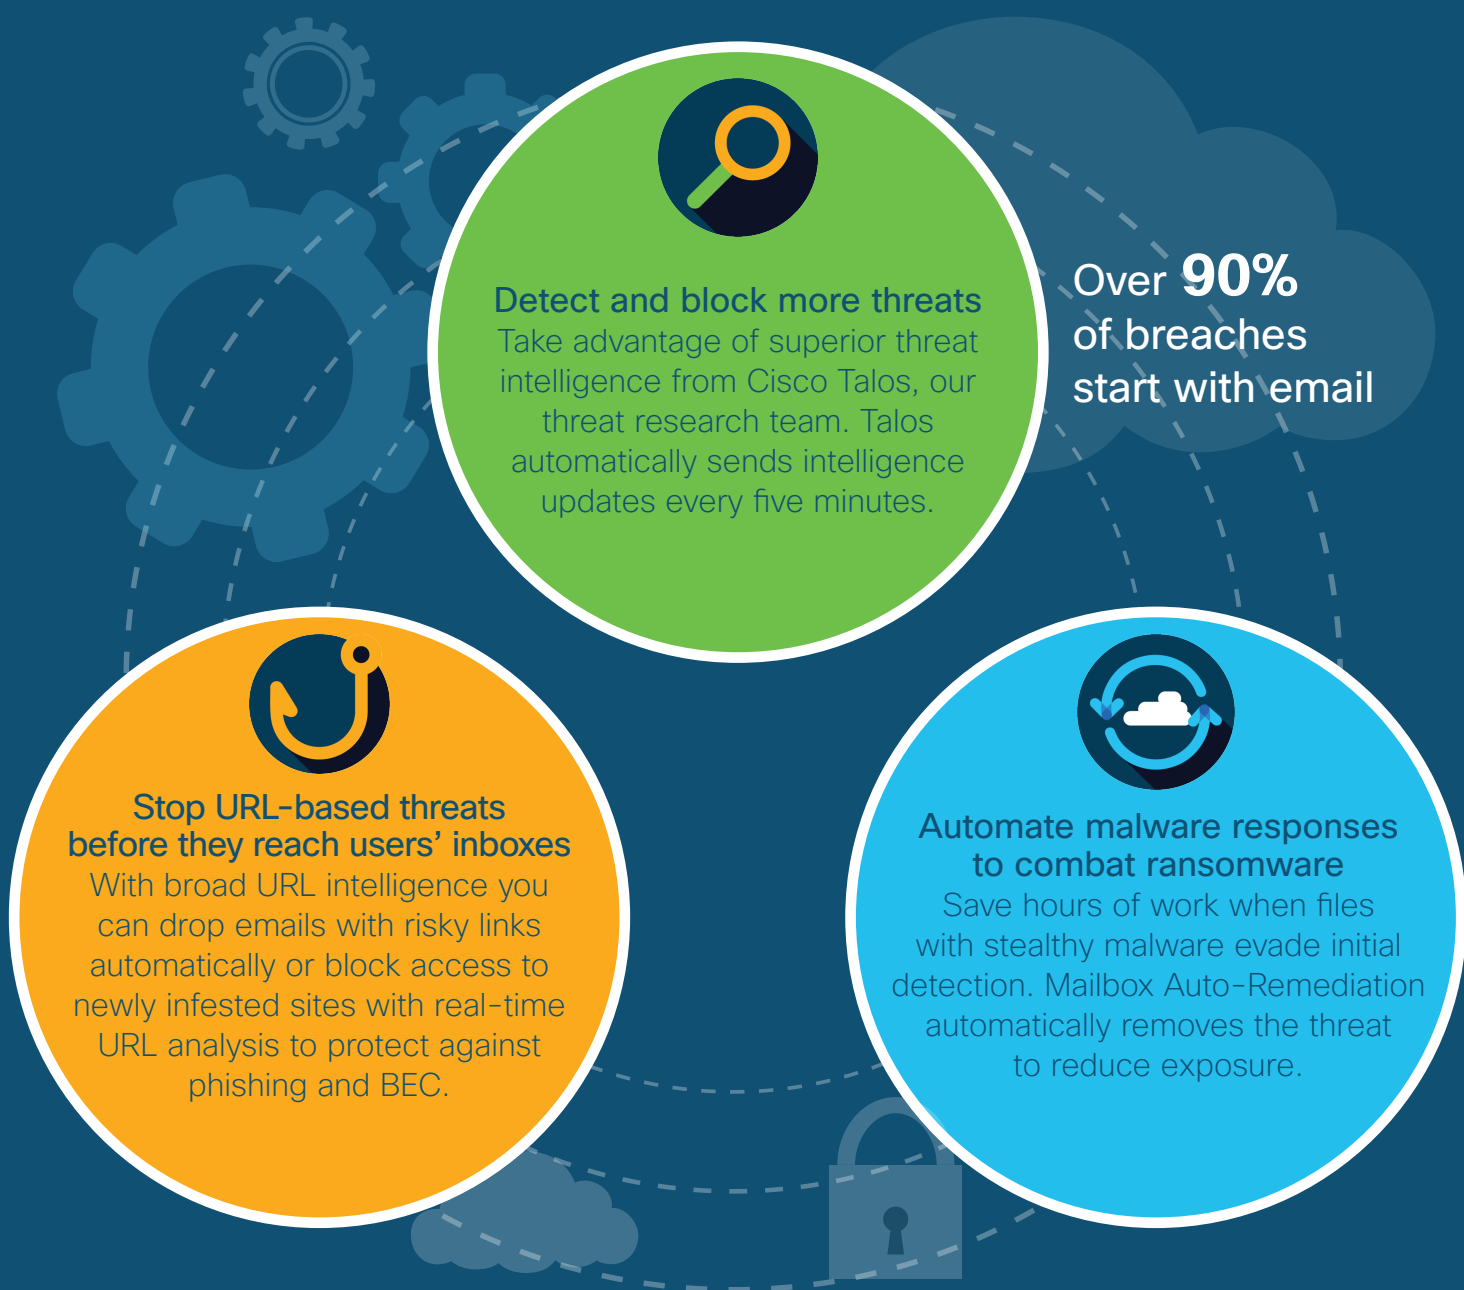 Detect and block more threats
Take advantage of superior threat
intelligence from Cisco Talos, our
threat research team. Talos
automatically sends intelligence
updates every five minutes.
Over 90%
of breaches
start with email
Stop URL-based threats
before they reach users’ inboxes
With broad URL intelligence you
can drop emails with risky links
automatically or block access to
newly infested sites with real-time
URL analysis to protect against
phishing and BEC.
Automate malware responses
to combat ransomware
Save hours of work when files
with stealthy malware evade initial
detection. Mailbox Auto-Remediation
automatically removes the threat
to reduce exposure.